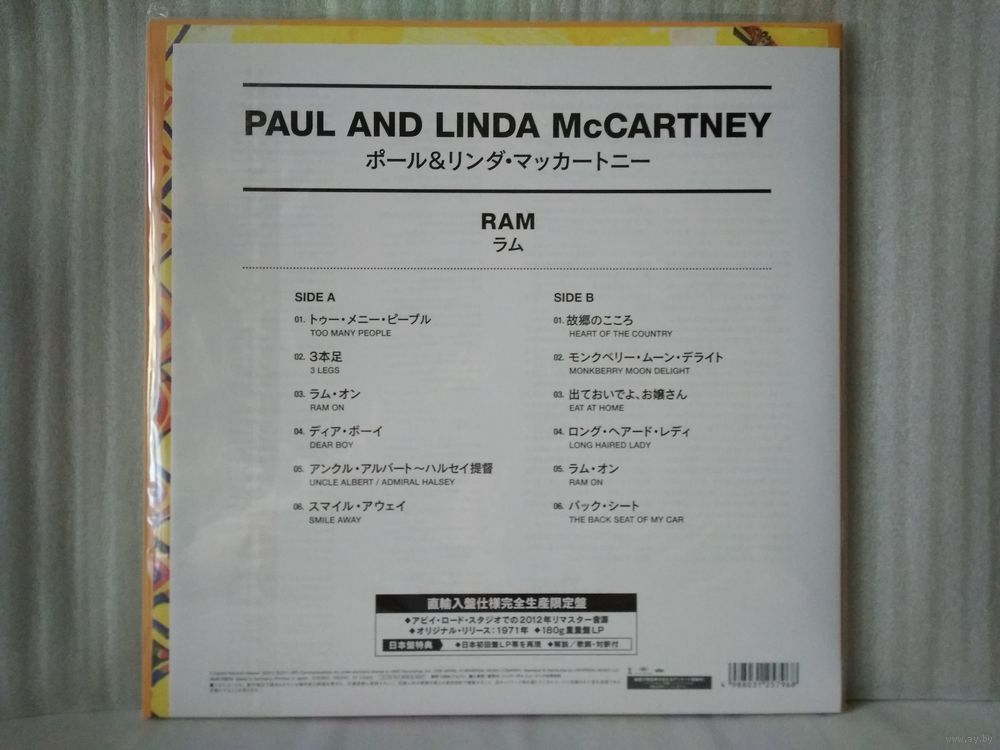 PAUL AND LINDA McCARTNEY
ポール&リンダ・マッカートニー
RAM
ラム
SIDE A
01. トゥー・メニー・ピープル
TOO MANY PEOPLE
02. 3本足
3 LEGS
03. ラム・オン
RAM ON
04. ディア・ボーイ
DEAR BOY
05. アンクル・アルバート〜ハルセイ提督
UNCLE ALBERT / ADMIRAL HALSEY
06. スマイル・アウェイ
SMILE AWAY
SIDE B
01. 故郷のこころ
HEART OF THE COUNTRY
02. モンクベリー・ムーン・デライト
MONKBERRY MOON DELIGHT
03. 出ておいでよ、お嬢さん
EAT AT HOME
04. ロング・ヘアード・レディ
LONG HAIRED LADY
05. ラム・オン
RAM ON
06. バック・シート
THE BACK SEAT OF MY CAR
直輸入盤仕様完全生産限定盤
◆アビイ・ロード・スタジオでの2012年リマスター音源
◆オリジナル・リリース:1971年 ◆180g重量盤LP
日本盤特典 ◆日本初回盤LP帯を再現 ◆解説/歌詞・対訳付
4 988031 257968
www.ay.by